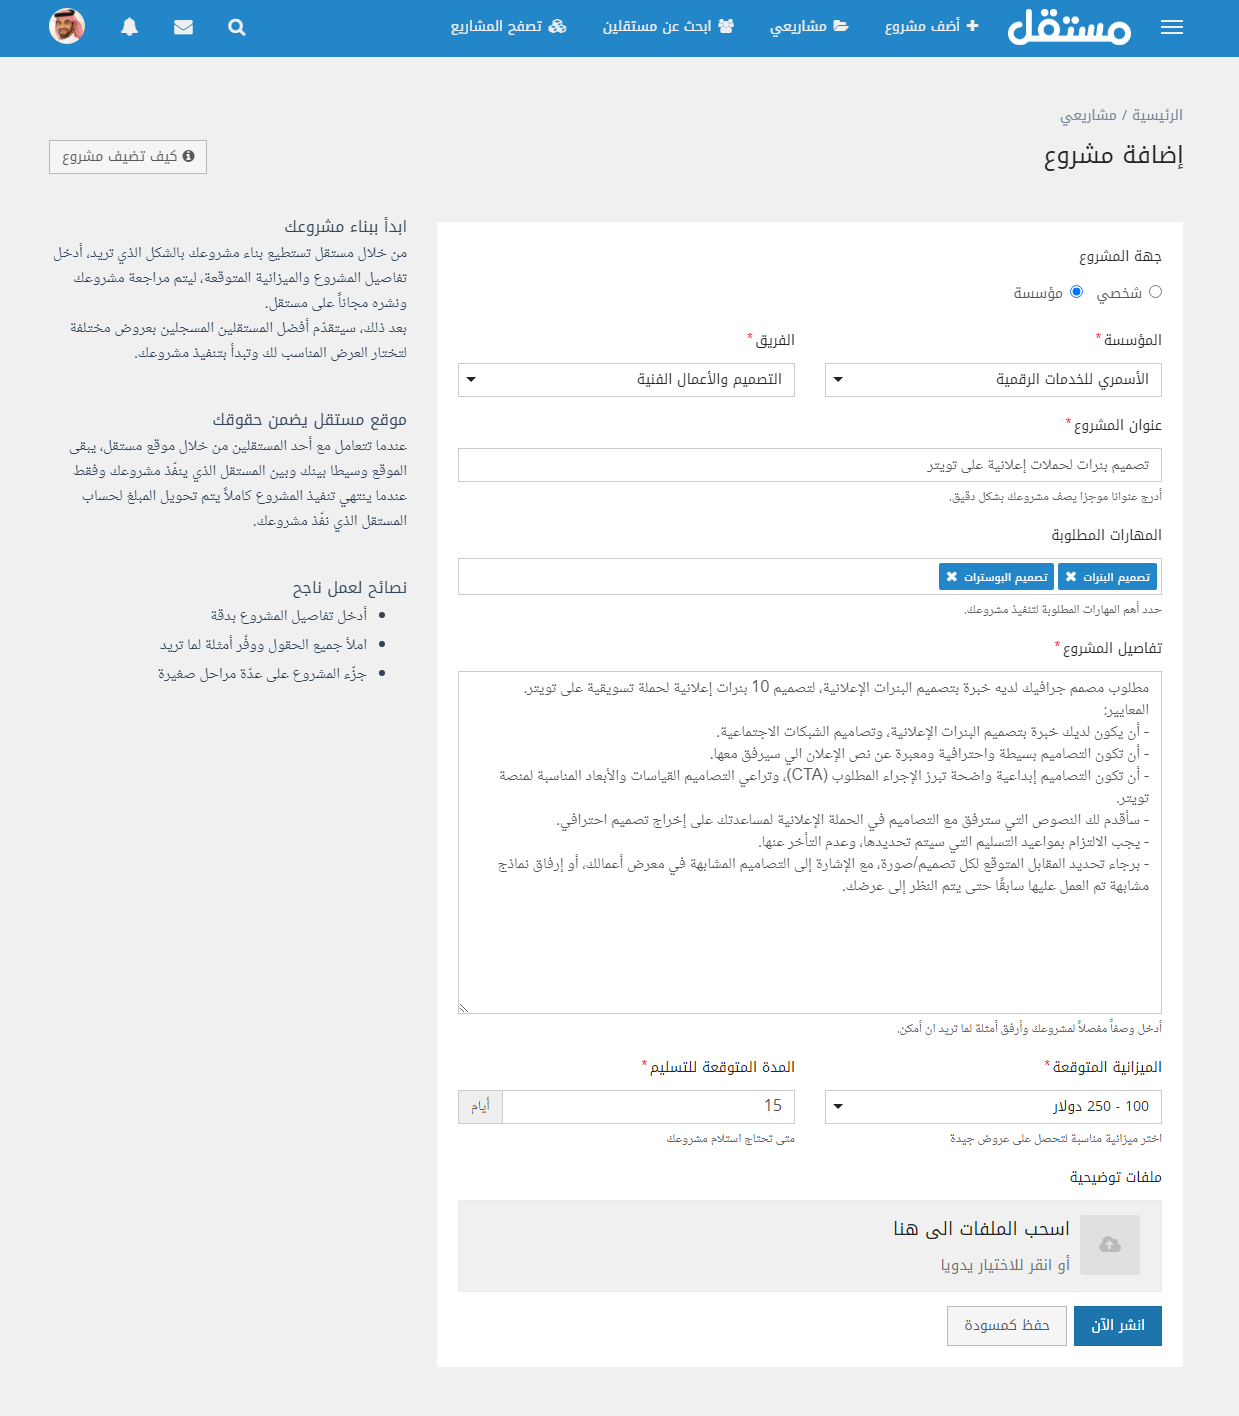 مستقل
أضف مشروع
مشاريعي
ابحث عن مستقلين
تصفح المشاريع
الرئيسية / مشاريعي
إضافة مشروع
كيف تضيف مشروع
جهة المشروع
شخصي
مؤسسة
المؤسسة *
الفريق *
الأسمري للخدمات الرقمية
التصميم والأعمال الفنية
عنوان المشروع *
تصميم بنرات لحملات إعلانية على تويتر
أدرج عنوانا موجزا يصف مشروعك بشكل دقيق.
المهارات المطلوبة
تصميم البنرات
تصميم البوسترات
حدد أهم المهارات المطلوبة لتنفيذ مشروعك.
تفاصيل المشروع *
مطلوب مصمم جرافيك لديه خبرة بتصميم البنرات الإعلانية، لتصميم 10 بنرات إعلانية لحملة تسويقية على تويتر.
المعايير:
- أن يكون لديك خبرة بتصميم البنرات الإعلانية، وتصاميم الشبكات الاجتماعية.
- أن تكون التصاميم بسيطة واحترافية ومعبرة عن نص الإعلان الي سيرفق معها.
- أن تكون التصاميم إبداعية واضحة تبرز الإجراء المطلوب (CTA)، وتراعي التصاميم القياسات والأبعاد المناسبة لمنصة
تويتر.
- سأقدم لك النصوص التي سترفق مع التصاميم في الحملة الإعلانية لمساعدتك على إخراج تصميم احترافي.
- يجب الالتزام بمواعيد التسليم التي سيتم تحديدها، وعدم التأخر عنها.
- برجاء تحديد المقابل المتوقع لكل تصميم/صورة، مع الإشارة إلى التصاميم المشابهة في معرض أعمالك، أو إرفاق نماذج
مشابهة تم العمل عليها سابقًا حتى يتم النظر إلى عرضك.
أدخل وصفاً مفصلاً لمشروعك وأرفق أمثلة لما تريد ان أمكن.
الميزانية المتوقعة *
المدة المتوقعة للتسليم *
100 - 250 دولار
15
أيام
اختر ميزانية مناسبة لتحصل على عروض جيدة
متى تحتاج استلام مشروعك
ملفات توضيحية
اسحب الملفات الى هنا
أو انقر للاختيار يدويا
انشر الآن
حفظ كمسودة
ابدأ ببناء مشروعك
من خلال مستقل تستطيع بناء مشروعك بالشكل الذي تريد، أدخل
تفاصيل المشروع والميزانية المتوقعة، ليتم مراجعة مشروعك
ونشره مجاناً على مستقل.
بعد ذلك، سيتقدّم أفضل المستقلين المسجلين بعروض مختلفة
لتختار العرض المناسب لك وتبدأ بتنفيذ مشروعك.
موقع مستقل يضمن حقوقك
عندما تتعامل مع أحد المستقلين من خلال موقع مستقل، يبقى
الموقع وسيطا بينك وبين المستقل الذي ينفّذ مشروعك وفقط
عندما ينتهي تنفيذ المشروع كاملاً يتم تحويل المبلغ لحساب
المستقل الذي نفّذ مشروعك.
نصائح لعمل ناجح
أدخل تفاصيل المشروع بدقة
املأ جميع الحقول ووفّر أمثلة لما تريد
جزّء المشروع على عدّة مراحل صغيرة